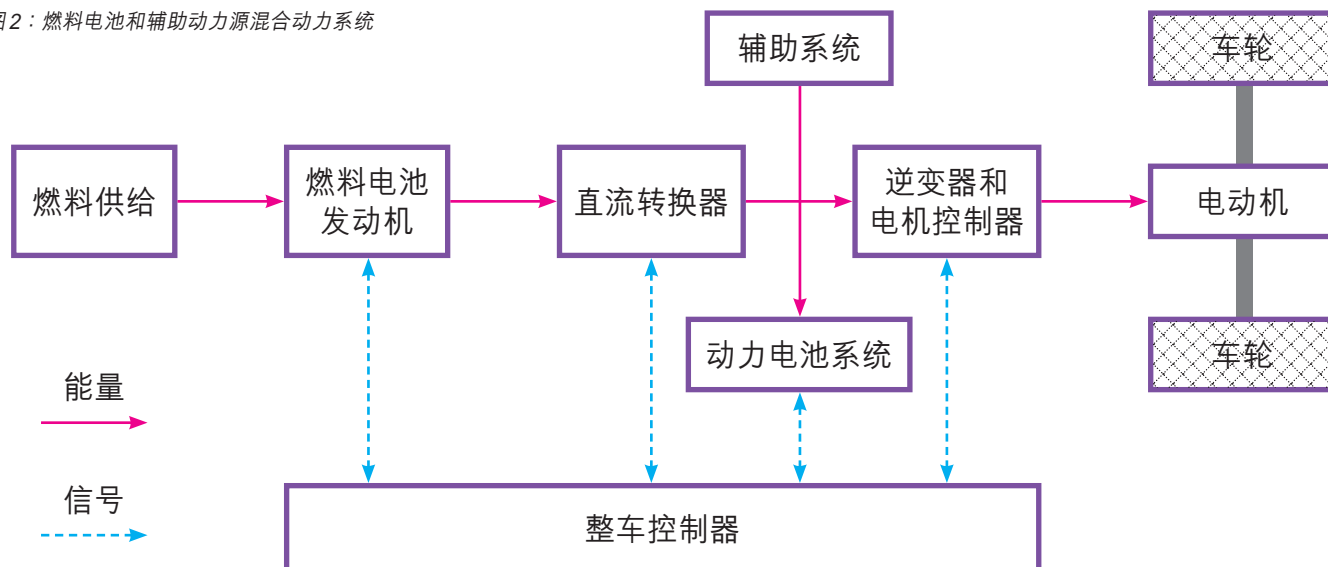 图2：燃料电池和辅助动力源混合动力系统
辅助系统
车轮
燃料供给
燃料电池
发动机
直流转换器
逆变器和
电机控制器
电动机
动力电池系统
车轮
能量
信号
整车控制器